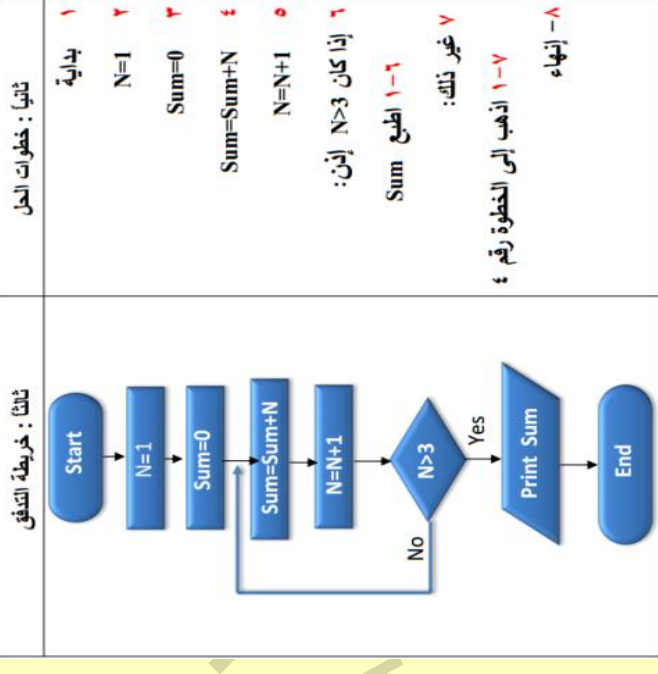 ثانياً : خطوات الحل
١ بداية
٢ N=1
٣ Sum=0
٤ Sum=Sum+N
٥ N=N+1
٦ إذا كان N>3 إذن:
٦-١ اطبع Sum
٧ غير ذلك:
٧-١ اذهب إلى الخطوة رقم ٤
٨- إنهاء
ثالثاً : خريطة التدفق
Start
N=1
Sum=0
Sum=Sum+N
N=N+1
N>3
No
Yes
Print Sum
End